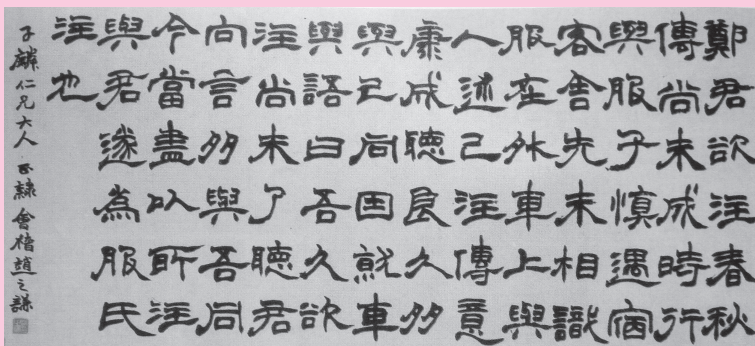 鄭君欲注春秋
傳尚未成時行
與服子慎遇宿
客舍先未相識
服在外車上與
人述己注傳意
康成聽良久多
與己同因就車
與語曰吾久欲
注尚未了聽君
向言多與吾同
今當盡以所注
與君遂為服氏
注也
子麟仁兄大人正隸會稽趙之謙